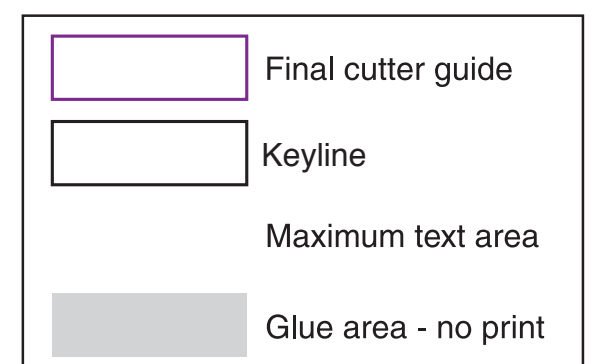 Final cutter guide
Keyline
Maximum text area
Glue area - no print